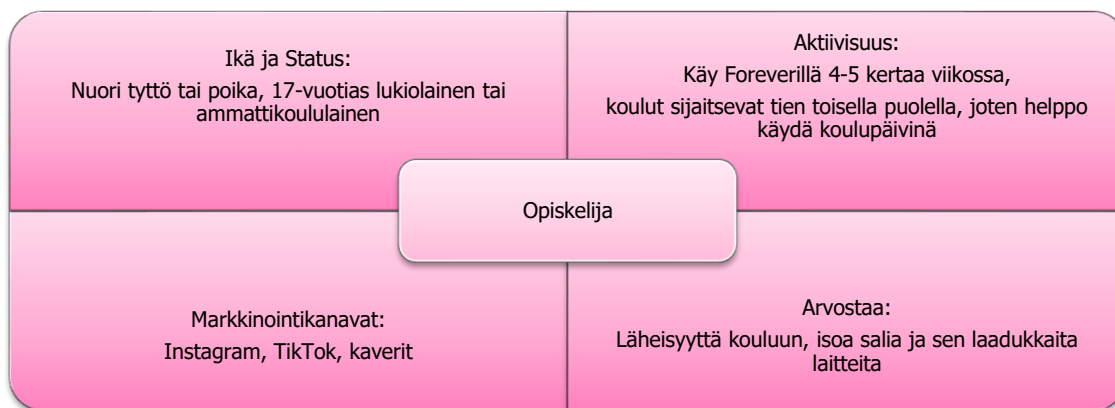 Ikä ja Status:
Nuori tyttö tai poika, 17-vuotias lukiolainen tai
ammattikoululainen
Aktiivisuus:
Käy Foreverillä 4-5 kertaa viikossa,
koulut sijaitsevat tien toisella puolella, joten helppo
käydä koulupäivinä
Opiskelija
Markkinointikanavat:
Instagram, TikTok, kaverit
Arvostaa:
Läheisyyttä kouluun, isoa salia ja sen laadukkaita
laitteita